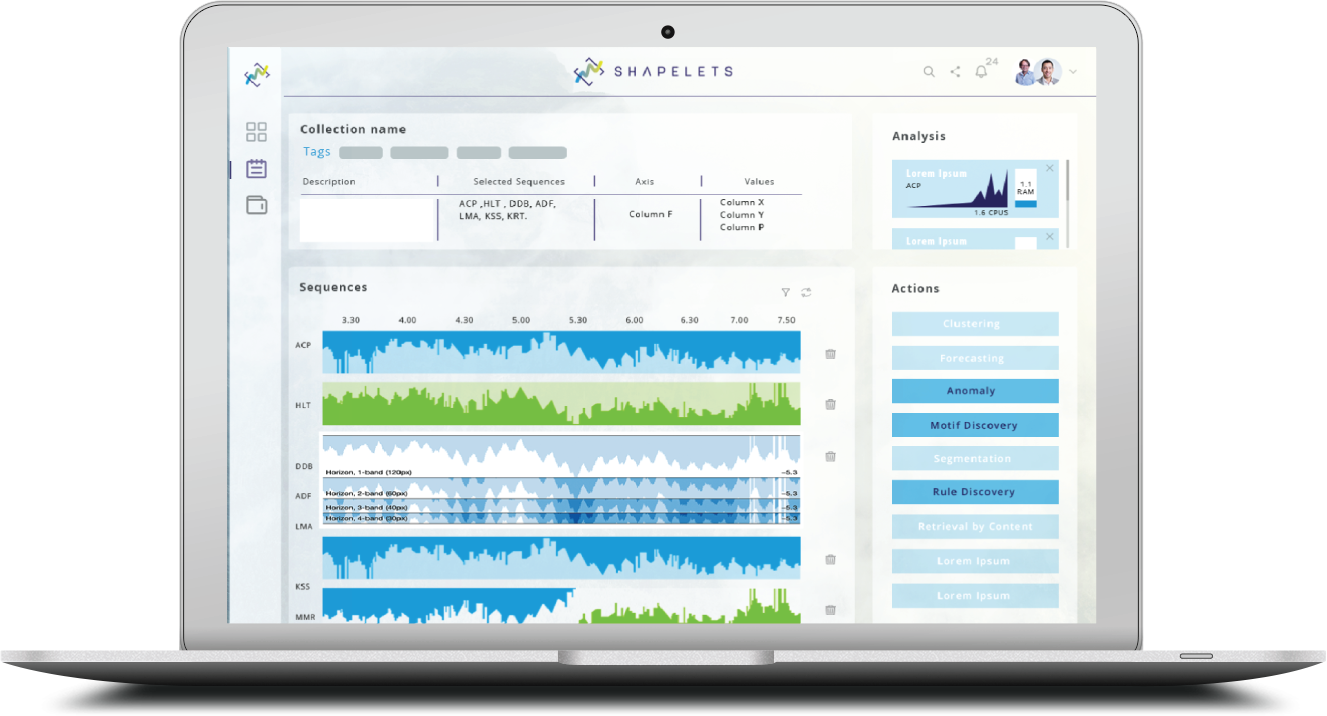 SHAPELETS
24
Collection name
Tags
Description
Selected Sequences
Axis
Values
ACP ,HLT , DDB, ADF,
LMA, KSS, KRT.
Column F
Column X
Column Y
Column P
Analysis
Lorem Ipsum
ACP
1.1
RAM
1.6 CPUS
Lorem Ipsum
Sequences
3.30 4.00 4.30 5.00 5.30 6.00 6.30 7.00 7.50
ACP
HLT
DDB
Horizon, 1-band (120px) -5.3
ADF
Horizon, 2-band (60px) -5.3
Horizon, 3-band (40px) -5.3
Horizon, 4-band (30px) -5.3
LMA
KSS
MMR
Actions
Clustering
Forecasting
Anomaly
Motif Discovery
Segmentation
Rule Discovery
Retrieval by Content
Lorem Ipsum
Lorem Ipsum